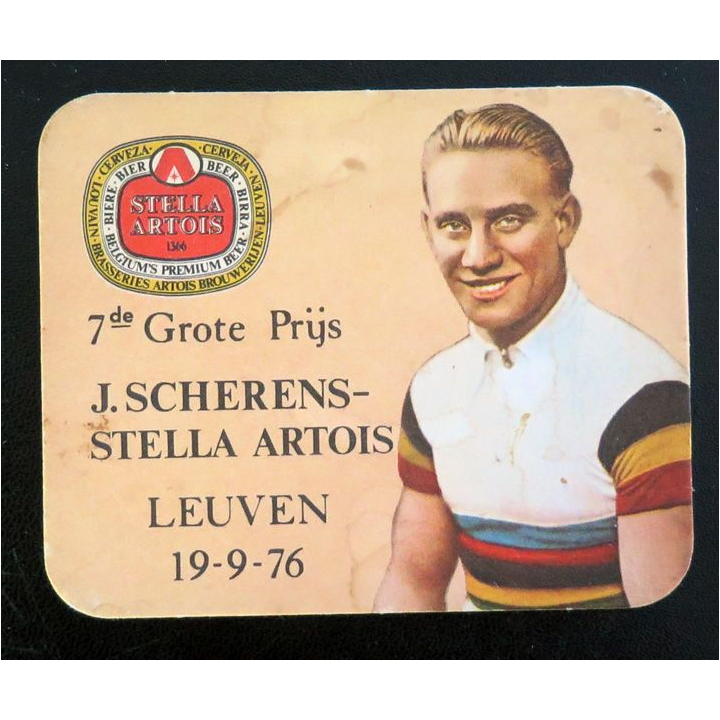 CERVEZA · CERVEJA
BIERE · BIER BEER · BIRRA
STELLA
ARTOIS
1366
BELGIUM'S PREMIUM BEER
LOUVAIN · BRASSERIES ARTOIS BROUWERIJEN · LEUVEN
7de Grote Prijs
J. SCHERENS-
STELLA ARTOIS
LEUVEN
19-9-76